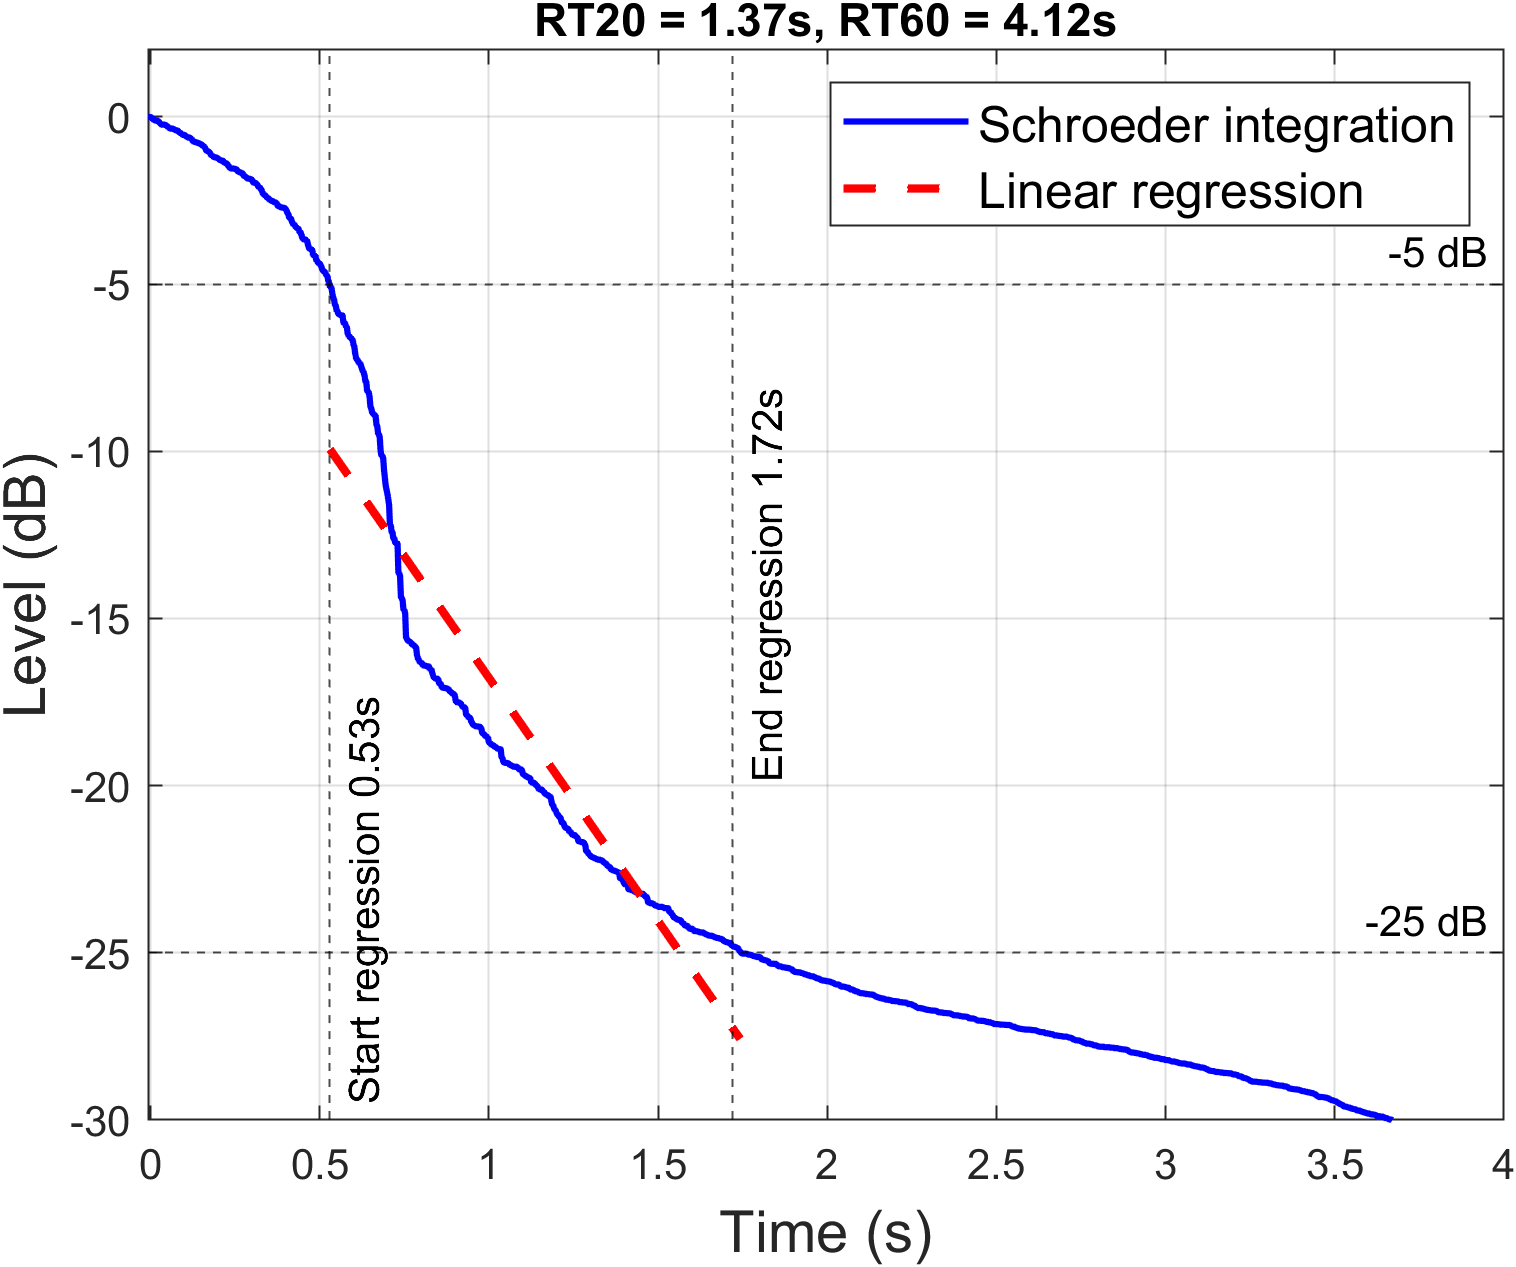 RT20 = 1.37s, RT60 = 4.12s
Schroeder integration
Linear regression
-5 dB
-25 dB
Start regression 0.53s
End regression 1.72s
Level (dB)
0
-5
-10
-15
-20
-25
-30
0 0.5 1 1.5 2 2.5 3 3.5 4
Time (s)